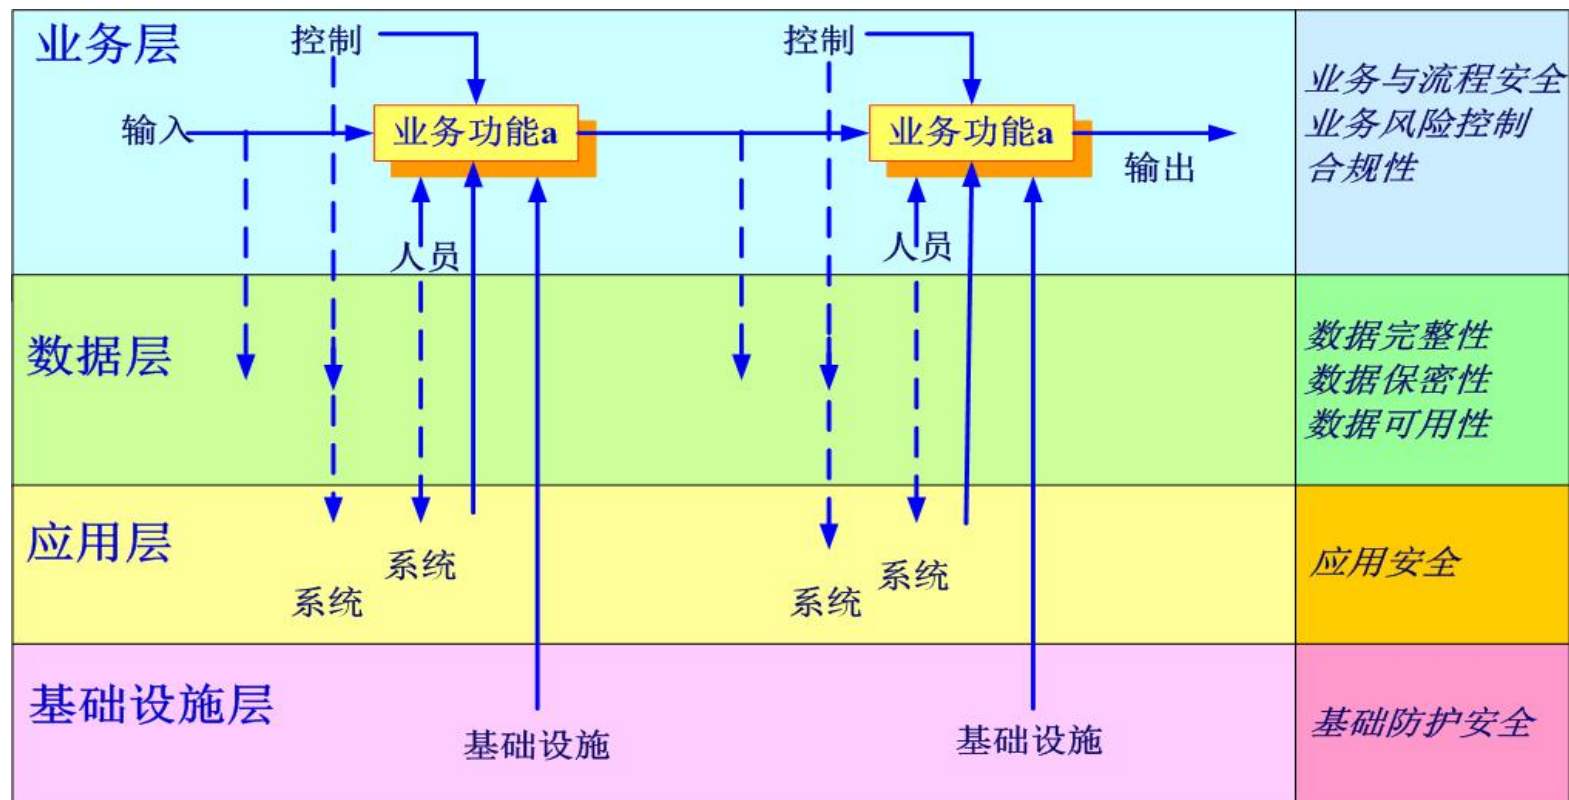 业务层
控制
控制
输入
业务功能a
业务功能a
输出
人员
人员
业务与流程安全
业务风险控制
合规性
数据层
数据完整性
数据保密性
数据可用性
应用层
系统
系统
系统
系统
应用安全
基础设施层
基础设施
基础设施
基础防护安全